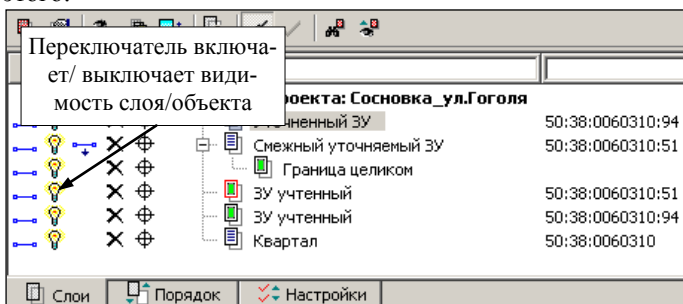 Переключатель включа-
ет/ выключает види-
мость слоя/объекта
роекта: Сосновка_ул.Гоголя
Уточненный ЗУ 50:38:0060310:94
Смежный уточняемый ЗУ 50:38:0060310:51
Граница целиком
ЗУ учтенный 50:38:0060310:51
ЗУ учтенный 50:38:0060310:94
Квартал 50:38:0060310
Слои Порядок Настройки